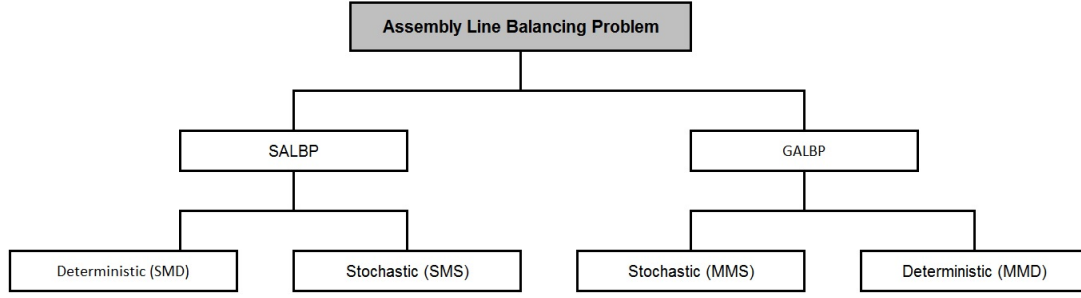 Assembly Line Balancing Problem
SALBP
GALBP
Deterministic (SMD)
Stochastic (SMS)
Stochastic (MMS)
Deterministic (MMD)